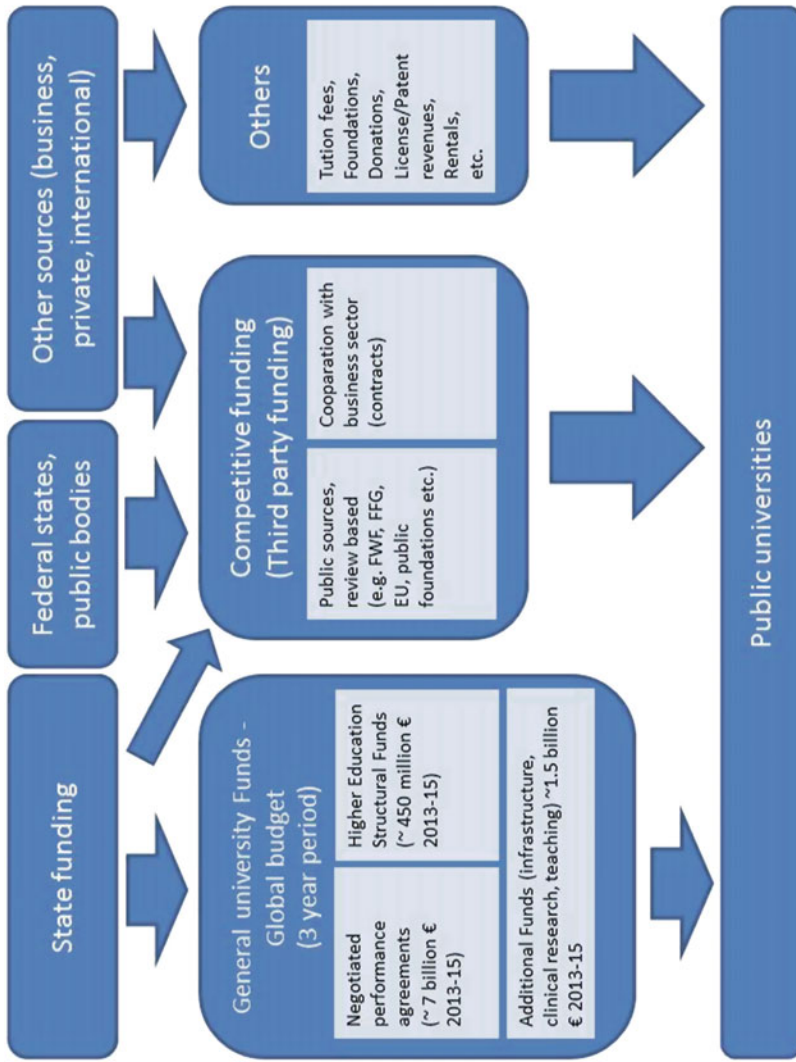 State funding
Federal states,
public bodies
Other sources (business,
private, international)
General university Funds -
Global budget
(3 year period)
Negotiated
performance
agreements
(~ 7 billion €
2013-15)
Higher Education
Structural Funds
(~ 450 million €
2013-15)
Additional Funds (infrastructure,
clinical research, teaching) ~1.5 billion
€ 2013-15
Competitive funding
(Third party funding)
Public sources,
review based
(e.g. FWF, FFG,
EU, public
foundations etc.)
Cooparation with
business sector
(contracts)
Others
Tution fees,
Foundations,
Donations,
License/Patent
revenues,
Rentals,
etc.
Public universities